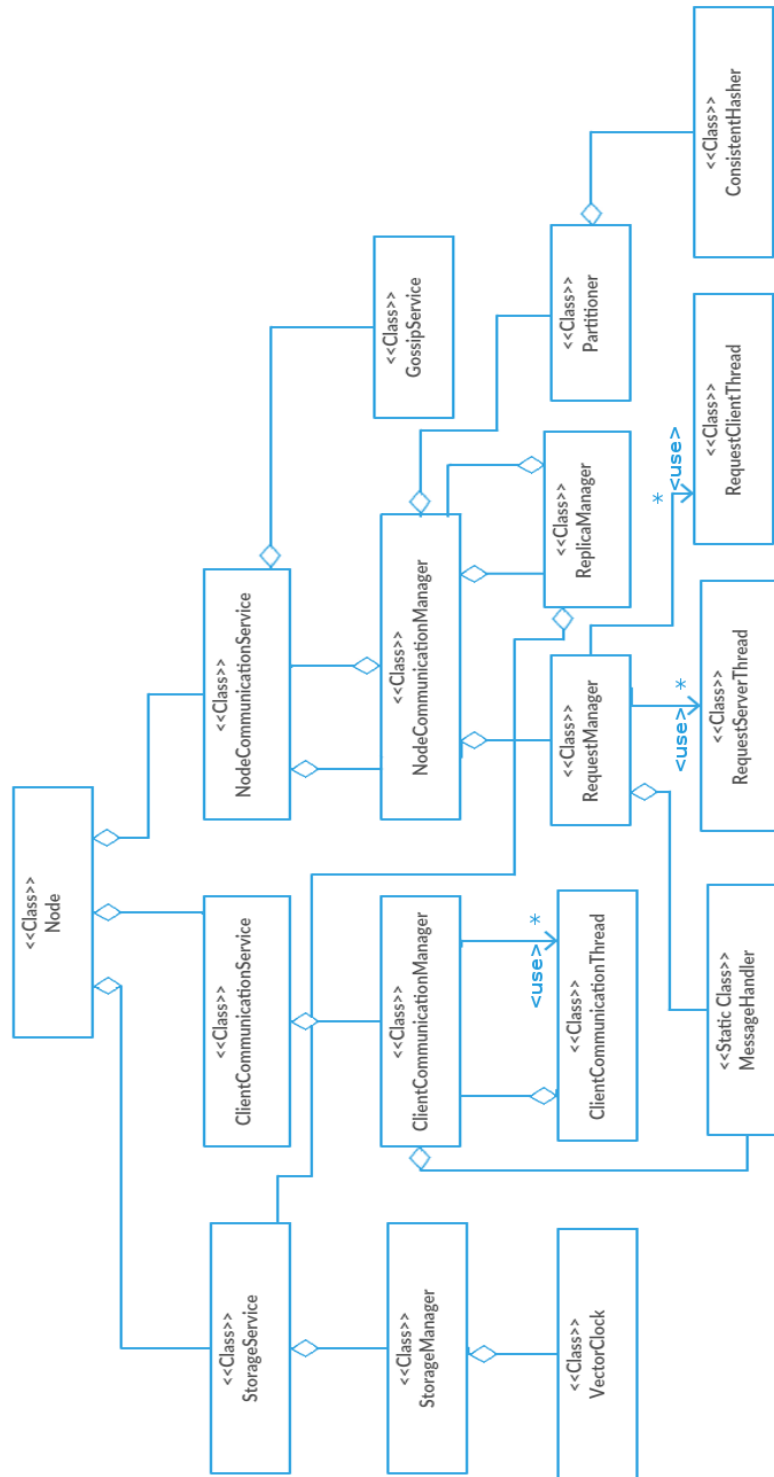 <<Class>>
Node
<<Class>>
StorageService
<<Class>>
ClientCommunicationService
<<Class>>
NodeCommunicationService
<<Class>>
StorageManager
<<Class>>
ClientCommunicationManager
<<Class>>
NodeCommunicationManager
<<Class>>
GossipService
<use>
*
<<Class>>
VectorClock
<<Class>>
ClientCommunicationThread
<<Class>>
RequestManager
<<Class>>
ReplicaManager
<<Class>>
Partitioner
<use>
*
*
<use>
<<Static Class>>
MessageHandler
<<Class>>
RequestServerThread
<<Class>>
RequestClientThread
<<Class>>
ConsistentHasher